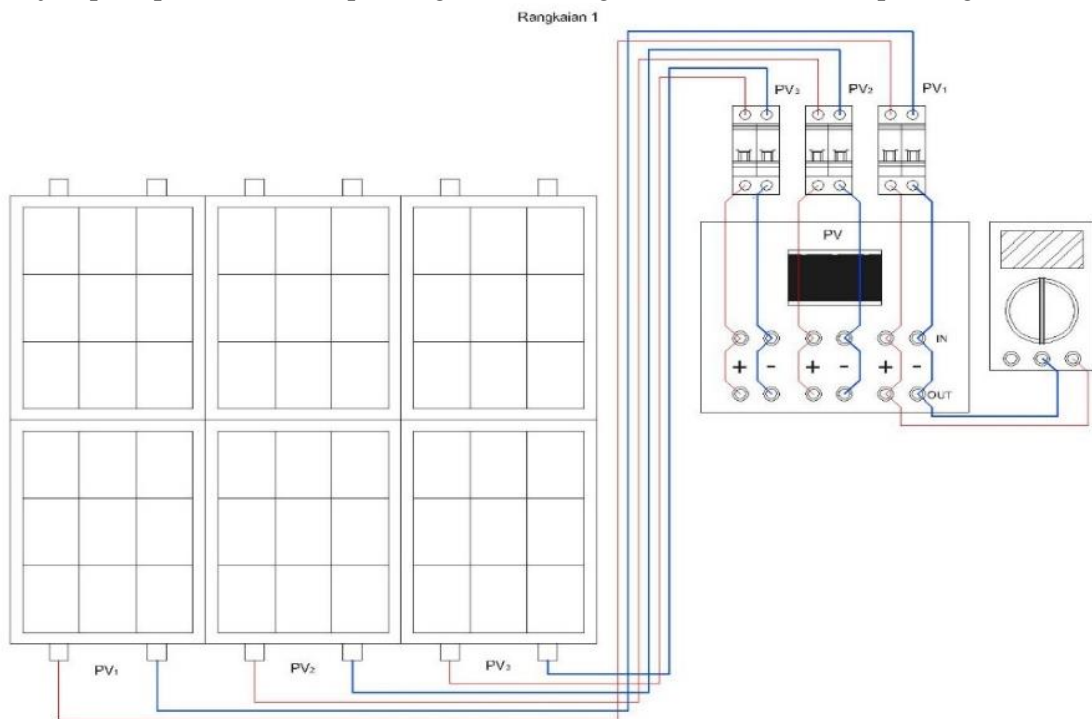 Rangkaian 1
PV₃
PV₂
PV₁
PV
IN
+ - + - + -
OUT
PV₁
PV₂
PV₃